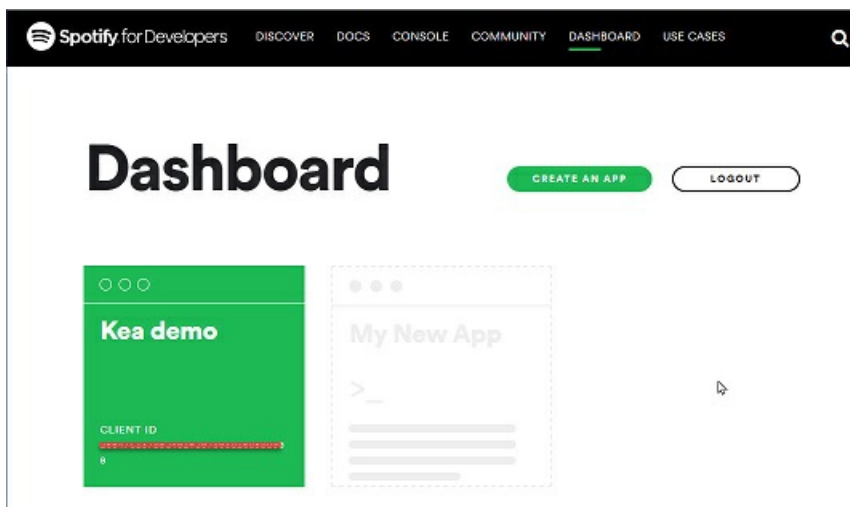 Spotify for Developers DISCOVER DOCS CONSOLE COMMUNITY DASHBOARD USE CASES
Dashboard
CREATE AN APP LOGOUT
Kea demo
My New App
>_
CLIENT ID